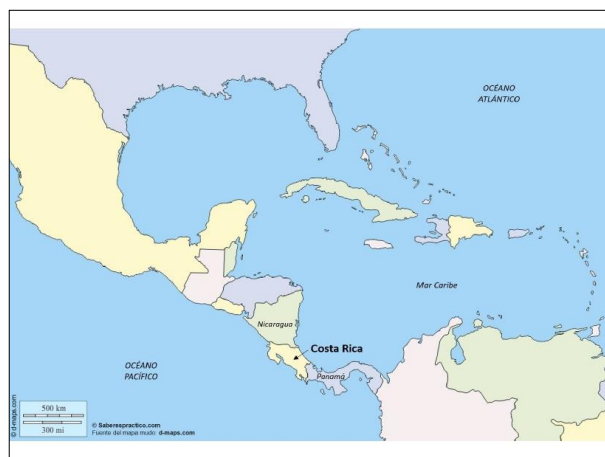 OCÉANO
ATLÁNTICO
Mar Caribe
Nicaragua
Costa Rica
Panamá
OCÉANO
PACÍFICO
500 km
300 mi
© d-maps.com
© Saberespractico.com
Fuente del mapa mudo: d-maps.com